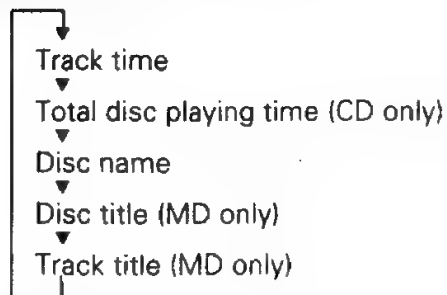 Track time
Total disc playing time (CD only)
Disc name
Disc title (MD only)
Track title (MD only)